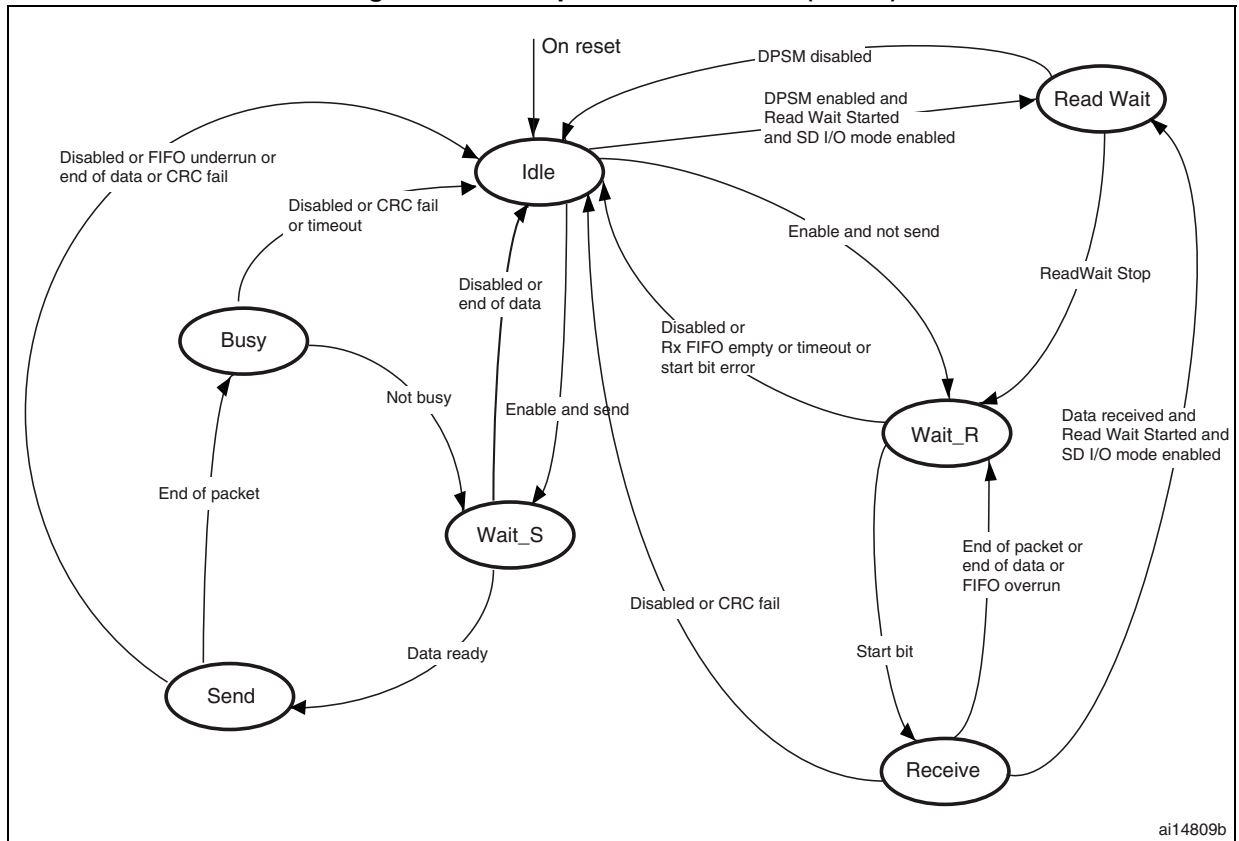 On reset
DPSM disabled
Read Wait
DPSM enabled and
Read Wait Started
and SD I/O mode enabled
Disabled or FIFO underrun or
end of data or CRC fail
Idle
Disabled or CRC fail
or timeout
Enable and not send
ReadWait Stop
Disabled or
end of data
Disabled or
Rx FIFO empty or timeout or
start bit error
Busy
Not busy
Enable and send
Wait_R
Data received and
Read Wait Started and
SD I/O mode enabled
End of packet
Wait_S
End of packet or
end of data or
FIFO overrun
Disabled or CRC fail
Data ready
Start bit
Send
Receive
ai14809b